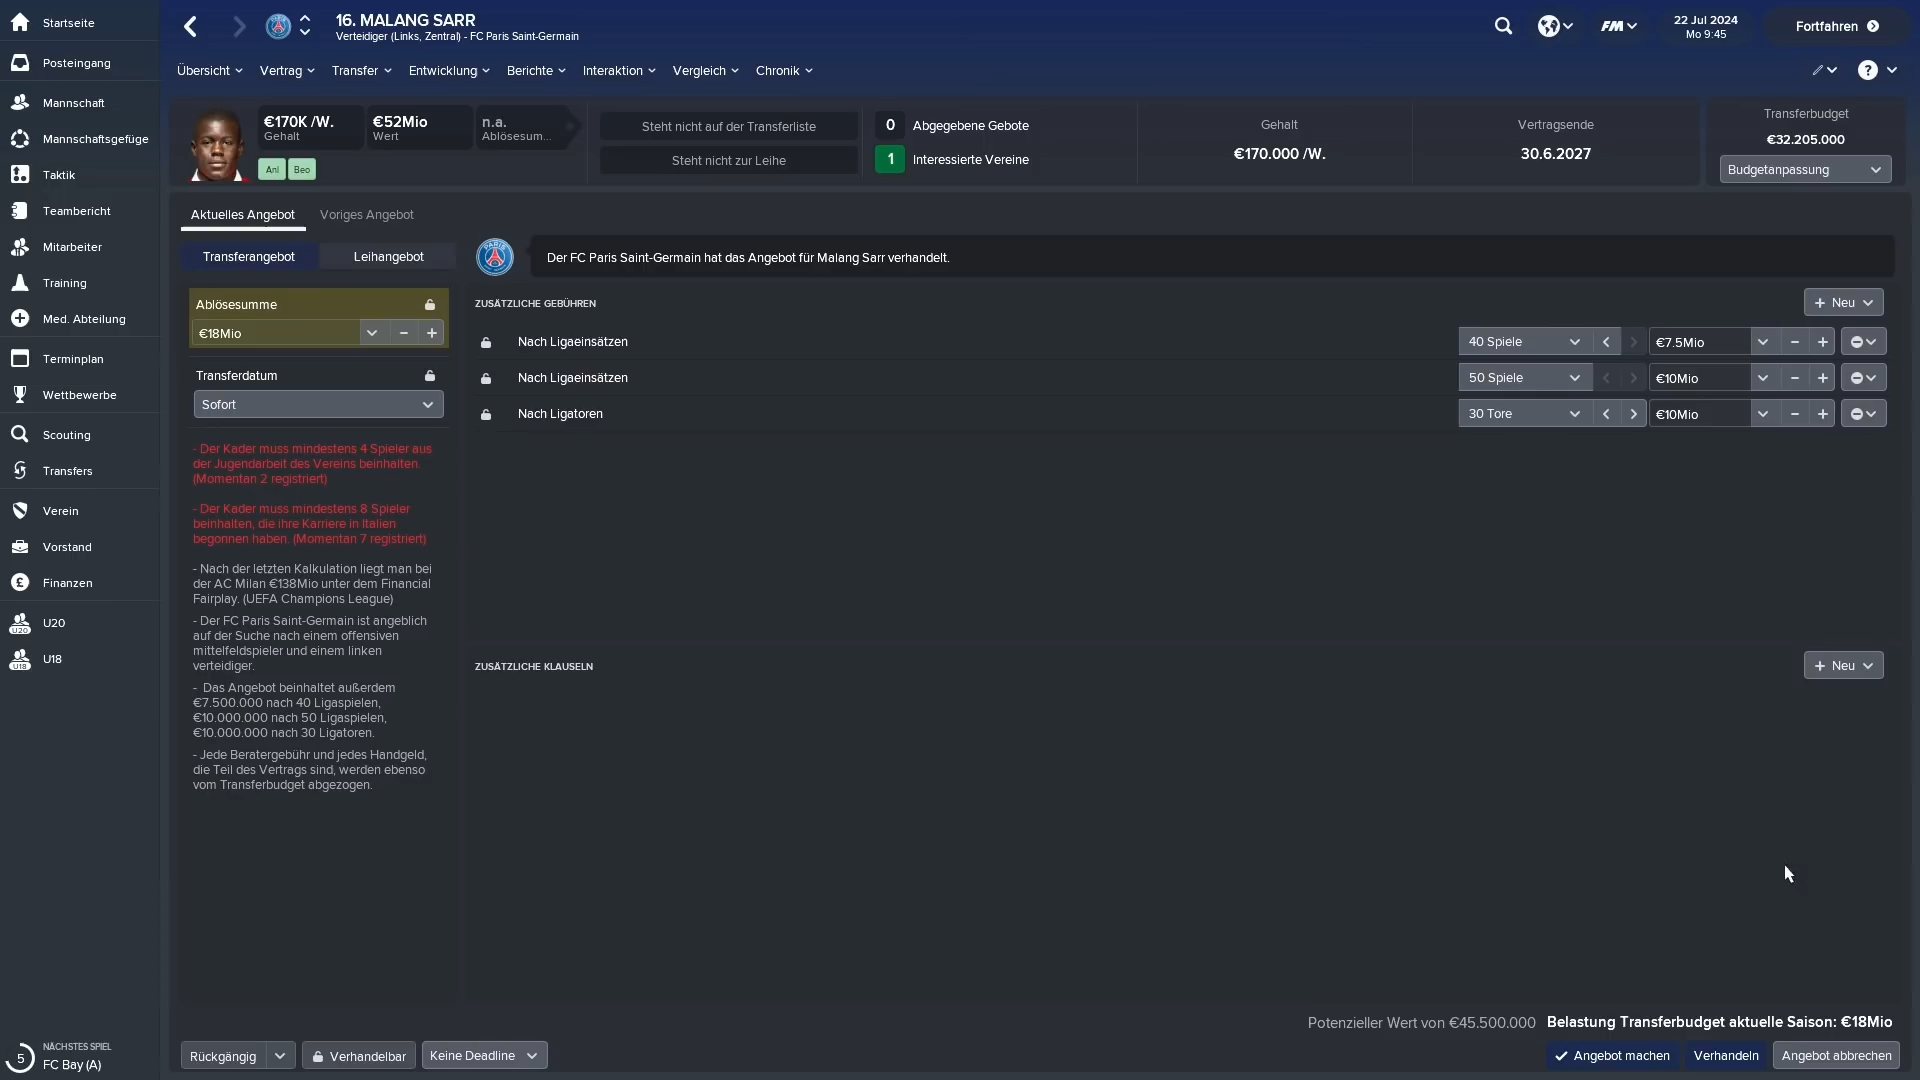 Startseite
Posteingang
Mannschaft
Mannschaftsgefüge
Taktik
Teambericht
Mitarbeiter
Training
Med. Abteilung
Terminplan
Wettbewerbe
Scouting
Transfers
Verein
Vorstand
Finanzen
U20
U18
5
NÄCHSTES SPIEL
FC Bay (A)
16. MALANG SARR
Verteidiger (Links, Zentral) - FC Paris Saint-Germain
FM
22 Jul 2024
Mo 9:45
Fortfahren
Übersicht Vertrag Transfer Entwicklung Berichte Interaktion Vergleich Chronik
?
€170K /W.
Gehalt
€52Mio
Wert
n.a.
Ablösesum...
Anl Beo
Steht nicht auf der Transferliste
Steht nicht zur Leihe
0 Abgegebene Gebote
1 Interessierte Vereine
Gehalt
€170.000 /W.
Vertragsende
30.6.2027
Transferbudget
€32.205.000
Budgetanpassung
Aktuelles Angebot Voriges Angebot
Transferangebot Leihangebot
Ablösesumme
€18Mio
Transferdatum
Sofort
- Der Kader muss mindestens 4 Spieler aus
der Jugendarbeit des Vereins beinhalten.
(Momentan 2 registriert)
- Der Kader muss mindestens 8 Spieler
beinhalten, die ihre Karriere in Italien
begonnen haben. (Momentan 7 registriert)
- Nach der letzten Kalkulation liegt man bei
der AC Milan €138Mio unter dem Financial
Fairplay. (UEFA Champions League)
- Der FC Paris Saint-Germain ist angeblich
auf der Suche nach einem offensiven
mittelfeldspieler und einem linken
verteidiger.
- Das Angebot beinhaltet außerdem
€7.500.000 nach 40 Ligaspielen,
€10.000.000 nach 50 Ligaspielen,
€10.000.000 nach 30 Ligatoren.
- Jede Beratergebühr und jedes Handgeld,
die Teil des Vertrags sind, werden ebenso
vom Transferbudget abgezogen.
PARIS
Der FC Paris Saint-Germain hat das Angebot für Malang Sarr verhandelt.
ZUSÄTZLICHE GEBÜHREN
+ Neu
Nach Ligaeinsätzen 40 Spiele €7.5Mio
Nach Ligaeinsätzen 50 Spiele €10Mio
Nach Ligatoren 30 Tore €10Mio
ZUSÄTZLICHE KLAUSELN
+ Neu
Potenzieller Wert von €45.500.000 Belastung Transferbudget aktuelle Saison: €18Mio
Rückgängig Verhandelbar Keine Deadline Angebot machen Verhandeln Angebot abbrechen